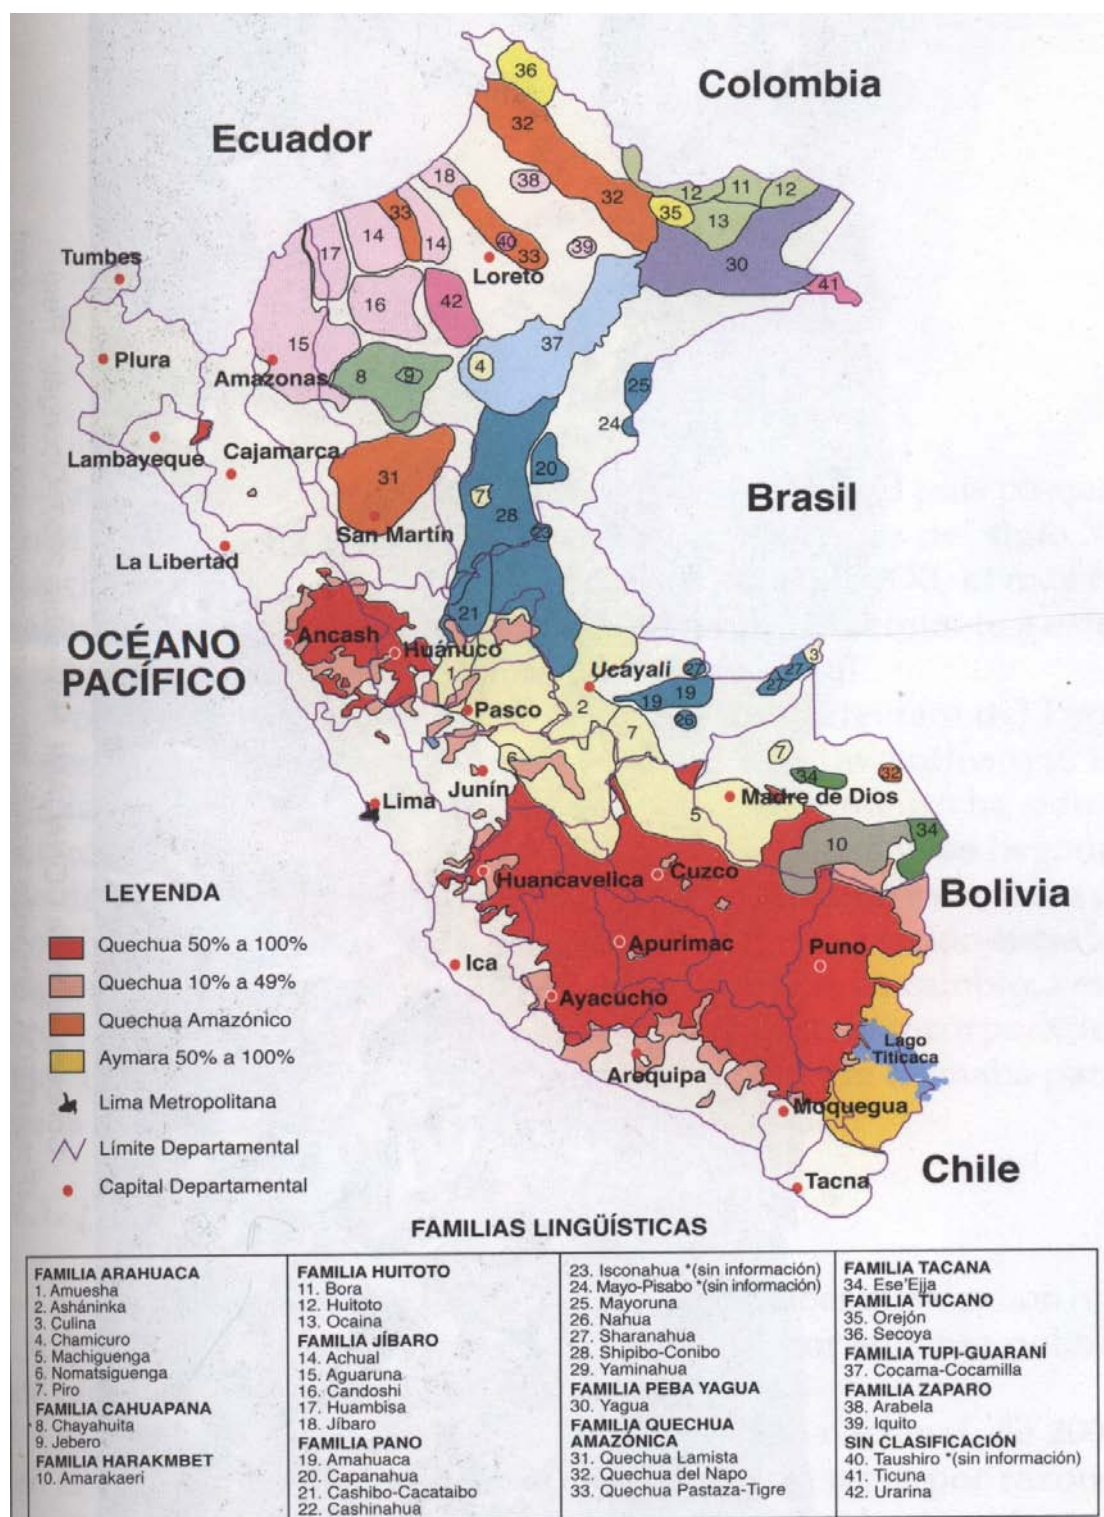 Colombia
Ecuador
36
32
18
38
32
12
11
12
33
35
13
14
14
17
40
33
39
30
Tumbes
Loreto
41
16
42
15
37
Plura
4
Amazonas
8
9
25
24
Lambayeque
Cajamarca
20
31
7
Brasil
28
San Martín
23
La Libertad
21
OCÉANO
PACÍFICO
Ancash
Huánuco
1
Ucayali
27
27
3
27
19
19
2
Pasco
26
7
7
6
Junín
34
32
Lima
Madre de Dios
5
10
34
LEYENDA
Huancavelica
Cuzco
Bolivia
Quechua 50% a 100%
Apurimac
Puno
Ica
Quechua 10% a 49%
Ayacucho
Quechua Amazónico
Lago
Titicaca
Aymara 50% a 100%
Arequipa
Lima Metropolitana
Moquegua
Límite Departamental
Chile
Capital Departamental
Tacna
FAMILIAS LINGÜÍSTICAS
FAMILIA ARAHUACA
1. Amuesha
2. Asháninka
3. Culina
4. Chamicuro
5. Machiguenga
6. Nomatsiguenga
7. Piro
FAMILIA CAHUAPANA
8. Chayahuita
9. Jebero
FAMILIA HARAKMBET
10. Amarakaeri
FAMILIA HUITOTO
11. Bora
12. Huitoto
13. Ocaina
FAMILIA JÍBARO
14. Achual
15. Aguaruna
16. Candoshi
17. Huambisa
18. Jíbaro
FAMILIA PANO
19. Amahuaca
20. Capanahua
21. Cashibo-Cacataibo
22. Cashinahua
23. Isconahua *(sin información)
24. Mayo-Pisabo *(sin información)
25. Mayoruna
26. Nahua
27. Sharanahua
28. Shipibo-Conibo
29. Yaminahua
FAMILIA PEBA YAGUA
30. Yagua
FAMILIA QUECHUA
AMAZÓNICA
31. Quechua Lamista
32. Quechua del Napo
33. Quechua Pastaza-Tigre
FAMILIA TACANA
34. Ese'Ejja
FAMILIA TUCANO
35. Orejón
36. Secoya
FAMILIA TUPI-GUARANÍ
37. Cocama-Cocamilla
FAMILIA ZAPARO
38. Arabela
39. Iquito
SIN CLASIFICACIÓN
40. Taushiro *(sin información)
41. Ticuna
42. Urarina